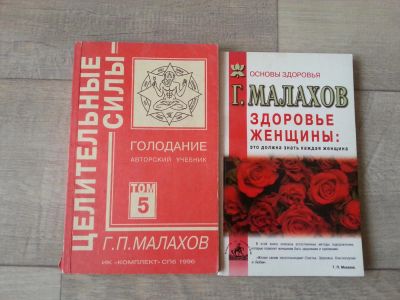 ЦЕЛИТЕЛЬНЫЕ
СИЛЫ
ГОЛОДАНИЕ
АВТОРСКИЙ УЧЕБНИК
ТОМ
5
Г.П.МАЛАХОВ
ИК «КОМПЛЕКТ» СПб 1996
ОСНОВЫ ЗДОРОВЬЯ
Г. МАЛАХОВ
ЗДОРОВЬЕ
ЖЕНЩИНЫ:
это должна знать каждая женщина
Г. П. Малахов